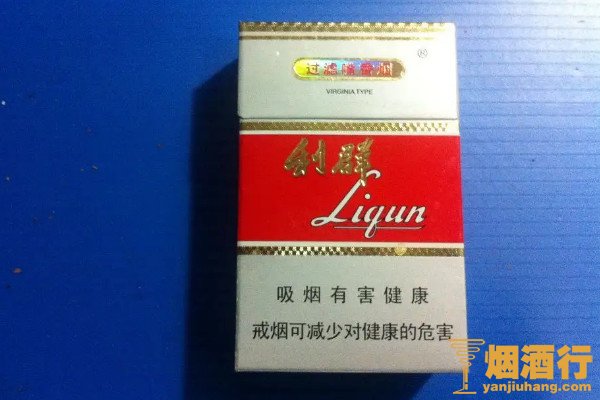 过滤嘴香烟
®
VIRGINIA TYPE
利群
Liqun
吸烟有害健康
戒烟可减少对健康的危害
烟酒行
yanjiuhang.com